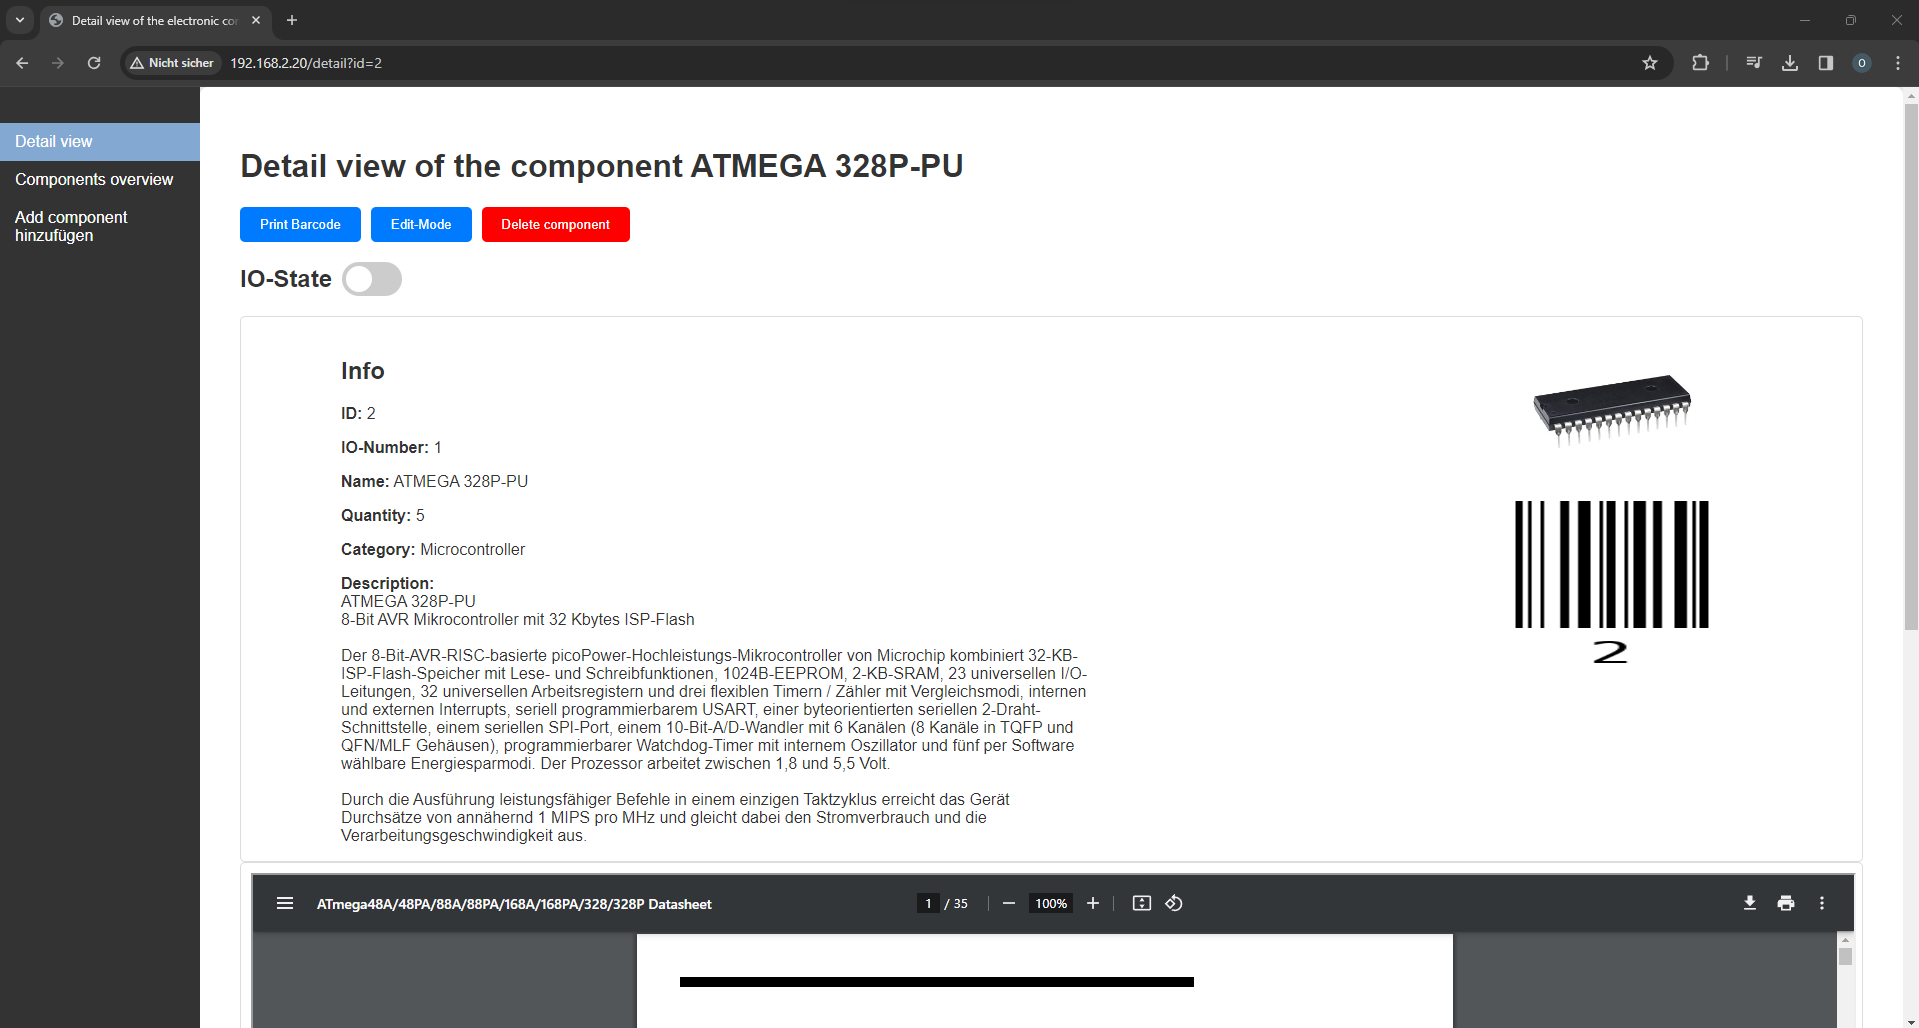 Detail view of the electronic co
Nicht sicher
192.168.2.20/detail?id=2
O
Detail view
Components overview
Add component
hinzufügen
Detail view of the component ATMEGA 328P-PU
Print Barcode
Edit-Mode
Delete component
IO-State
Info
ID: 2
IO-Number: 1
Name: ATMEGA 328P-PU
Quantity: 5
Category: Microcontroller
Description:
ATMEGA 328P-PU
8-Bit AVR Mikrocontroller mit 32 Kbytes ISP-Flash
Der 8-Bit-AVR-RISC-basierte picoPower-Hochleistungs-Mikrocontroller von Microchip kombiniert 32-KB-
ISP-Flash-Speicher mit Lese- und Schreibfunktionen, 1024B-EEPROM, 2-KB-SRAM, 23 universellen I/O-
Leitungen, 32 universellen Arbeitsregistern und drei flexiblen Timern / Zähler mit Vergleichsmodi, internen
und externen Interrupts, seriell programmierbarem USART, einer byteorientierten seriellen 2-Draht-
Schnittstelle, einem seriellen SPI-Port, einem 10-Bit-A/D-Wandler mit 6 Kanälen (8 Kanäle in TQFP und
QFN/MLF Gehäusen), programmierbarer Watchdog-Timer mit internem Oszillator und fünf per Software
wählbare Energiesparmodi. Der Prozessor arbeitet zwischen 1,8 und 5,5 Volt.
Durch die Ausführung leistungsfähiger Befehle in einem einzigen Taktzyklus erreicht das Gerät
Durchsätze von annähernd 1 MIPS pro MHz und gleicht dabei den Stromverbrauch und die
Verarbeitungsgeschwindigkeit aus.
2
ATmega48A/48PA/88A/88PA/168A/168PA/328/328P Datasheet
1 / 35
100%